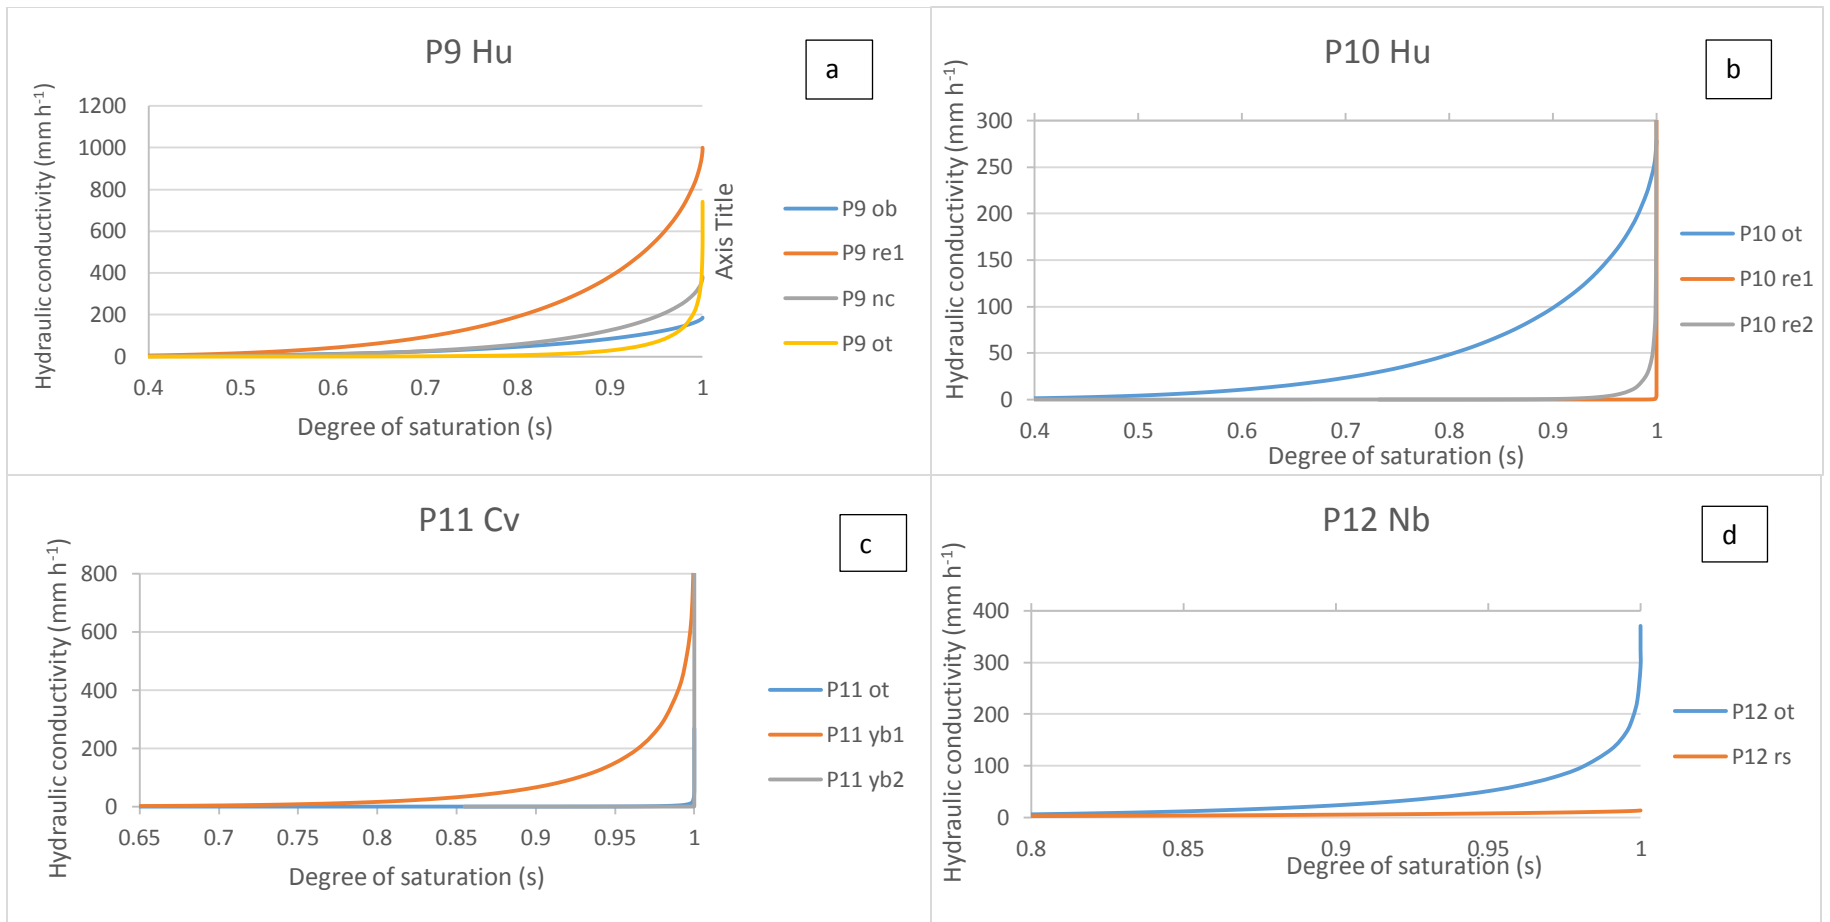 P9 Hu
a
Hydraulic conductivity (mm h⁻¹)
1200
1000
800
600
400
200
0
0.4 0.5 0.6 0.7 0.8 0.9 1
Degree of saturation (s)
Axis Title
P9 ob
P9 re1
P9 nc
P9 ot
P10 Hu
b
Hydraulic conductivity (mm h⁻¹)
300
250
200
150
100
50
0
0.4 0.5 0.6 0.7 0.8 0.9 1
Degree of saturation (s)
P10 ot
P10 re1
P10 re2
P11 Cv
c
Hydraulic conductivity (mm h⁻¹)
800
600
400
200
0
0.65 0.7 0.75 0.8 0.85 0.9 0.95 1
Degree of saturation (s)
P11 ot
P11 yb1
P11 yb2
P12 Nb
d
Hydraulic conductivity (mm h⁻¹)
400
300
200
100
0
0.8 0.85 0.9 0.95 1
Degree of saturation (s)
P12 ot
P12 rs